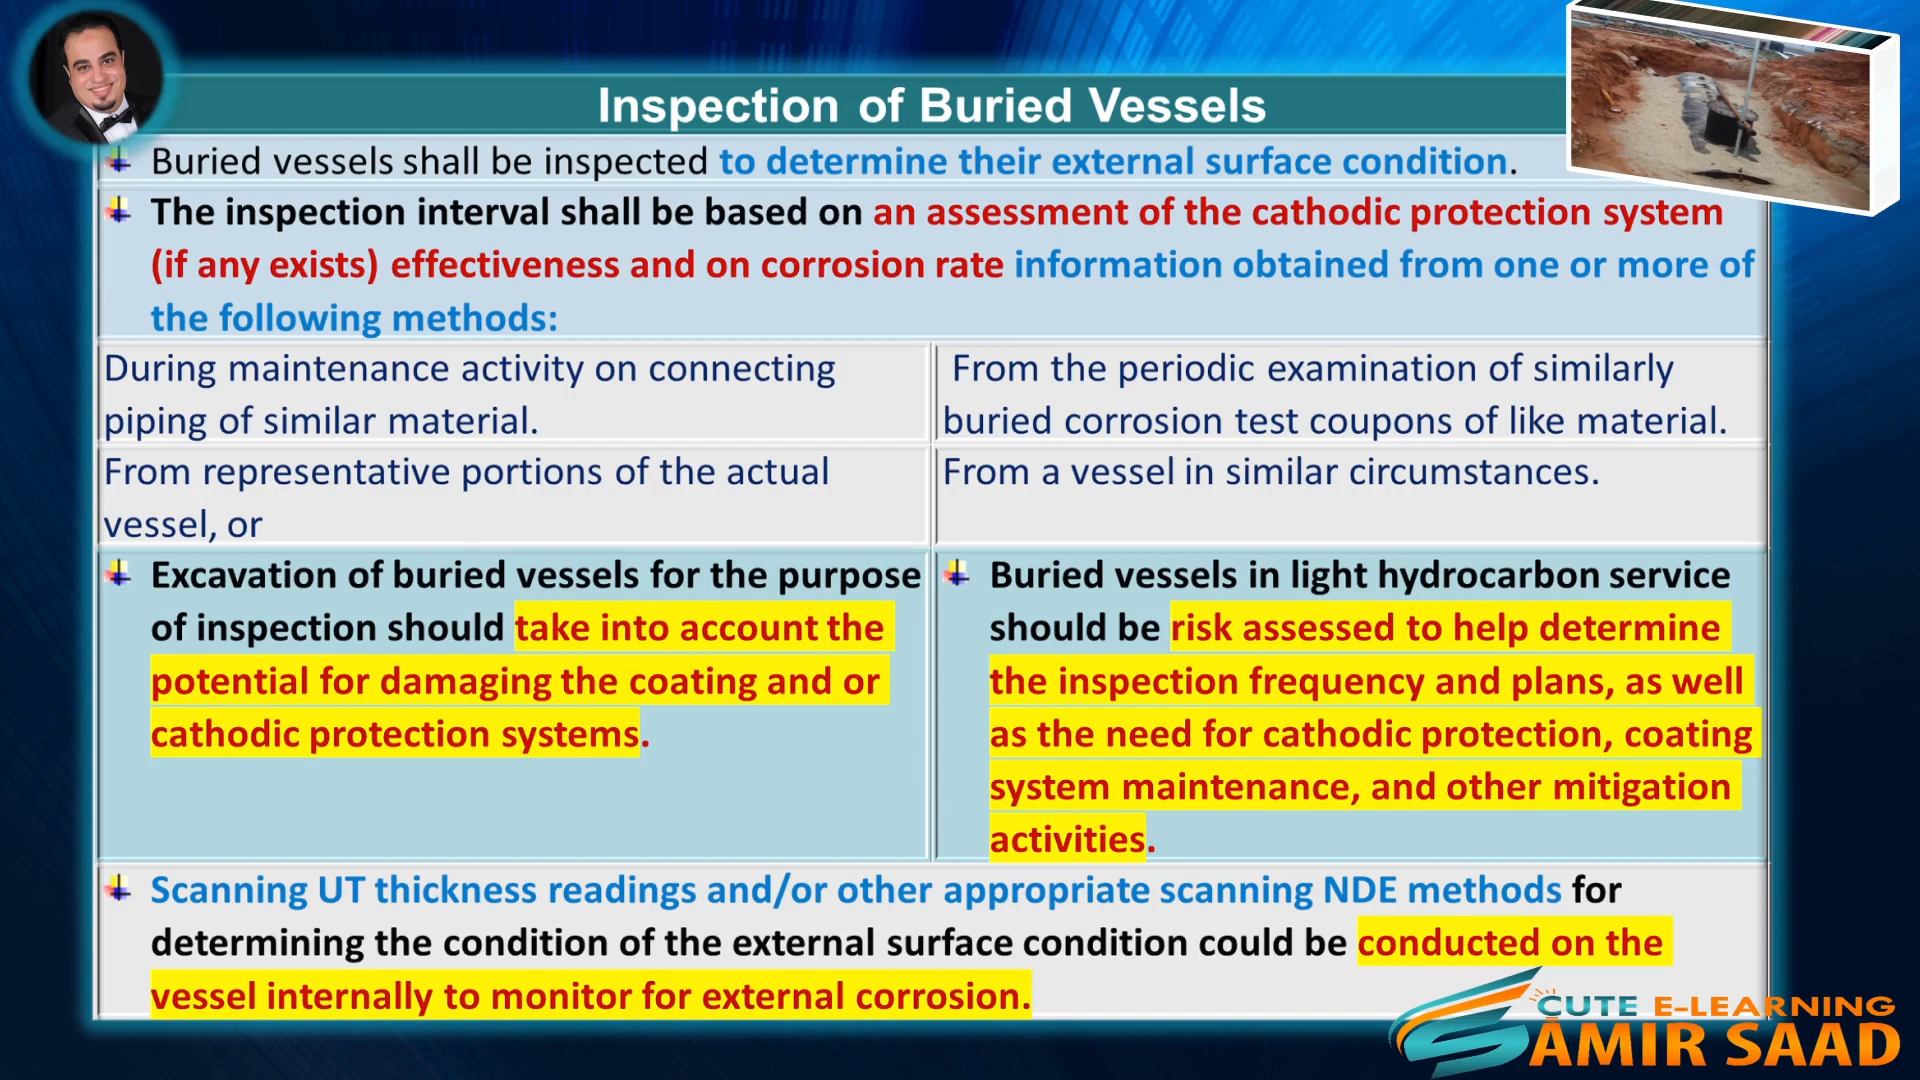 Inspection of Buried Vessels
Buried vessels shall be inspected to determine their external surface condition.
The inspection interval shall be based on an assessment of the cathodic protection system
(if any exists) effectiveness and on corrosion rate information obtained from one or more of
the following methods:
During maintenance activity on connecting
piping of similar material.
From the periodic examination of similarly
buried corrosion test coupons of like material.
From representative portions of the actual
vessel, or
From a vessel in similar circumstances.
Excavation of buried vessels for the purpose
of inspection should take into account the
potential for damaging the coating and or
cathodic protection systems.
Buried vessels in light hydrocarbon service
should be risk assessed to help determine
the inspection frequency and plans, as well
as the need for cathodic protection, coating
system maintenance, and other mitigation
activities.
Scanning UT thickness readings and/or other appropriate scanning NDE methods for
determining the condition of the external surface condition could be conducted on the
vessel internally to monitor for external corrosion.
CUTE E-LEARNING
AMIR SAAD